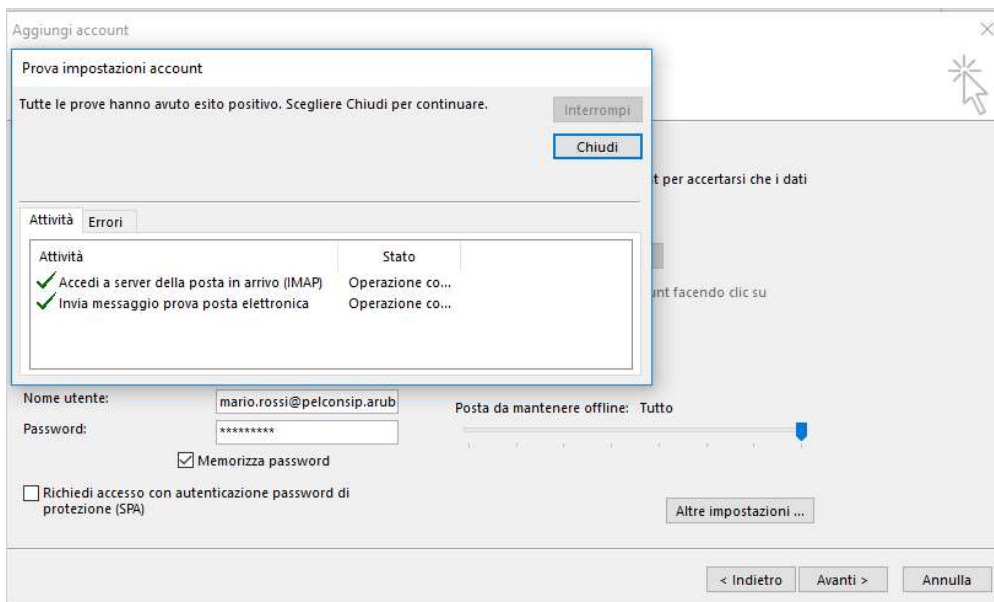 Aggiungi account
Prova impostazioni account
Tutte le prove hanno avuto esito positivo. Scegliere Chiudi per continuare.
Interrompi
Chiudi
t per accertarsi che i dati
Attività Errori
Attività Stato
Accedi a server della posta in arrivo (IMAP) Operazione co...
Invia messaggio prova posta elettronica Operazione co...
unt facendo clic su
Nome utente: mario.rossi@pelconsip.arub
Posta da mantenere offline: Tutto
Password: *********
Memorizza password
Richiedi accesso con autenticazione password di
protezione (SPA)
Altre impostazioni ...
< Indietro Avanti > Annulla